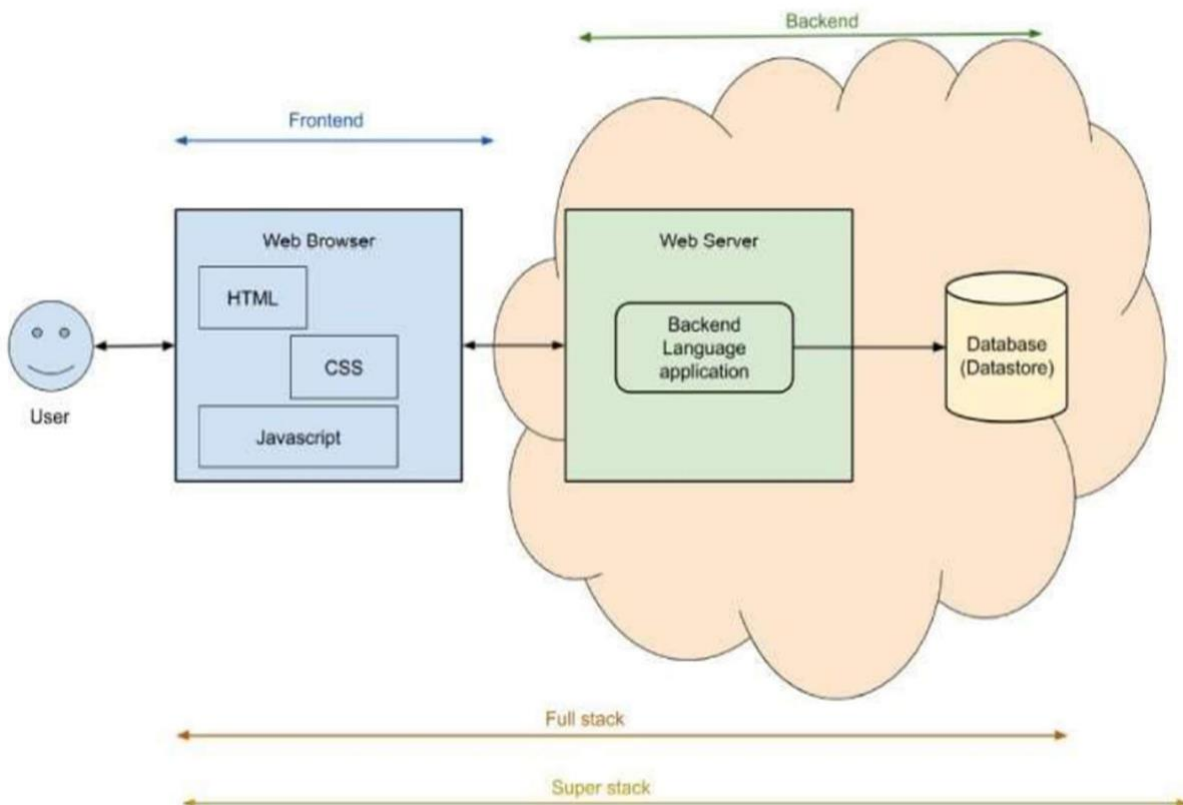 Backend
Frontend
Web Browser
HTML
CSS
Javascript
Web Server
Backend
Language
application
Database
(Datastore)
User
Full stack
Super stack